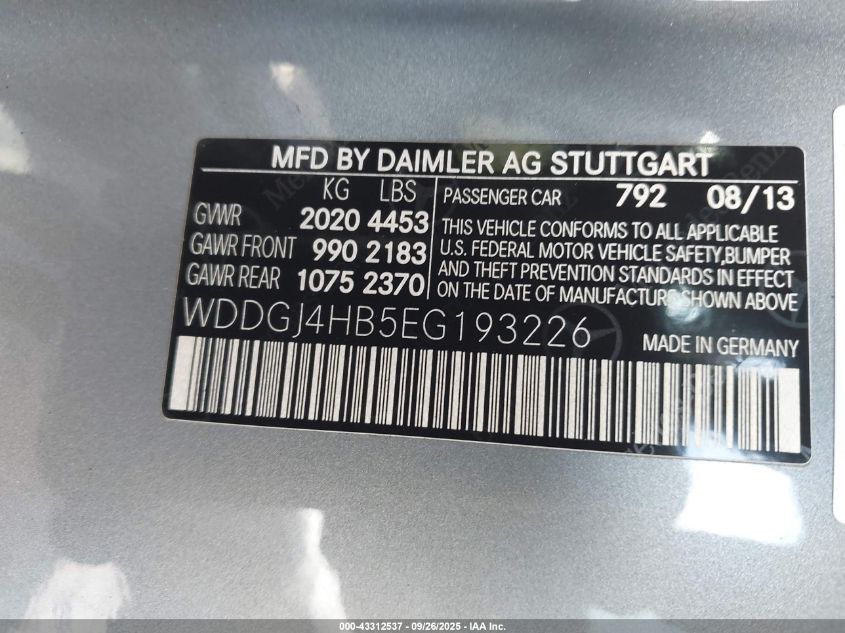 MFD BY DAIMLER AG STUTTGART
KG LBS
GVWR 2020 4453
GAWR FRONT 990 2183
GAWR REAR 1075 2370
PASSENGER CAR 792 08/13
THIS VEHICLE CONFORMS TO ALL APPLICABLE
U.S. FEDERAL MOTOR VEHICLE SAFETY,BUMPER
AND THEFT PREVENTION STANDARDS IN EFFECT
ON THE DATE OF MANUFACTURE SHOWN ABOVE
WDDGJ4HB5EG193226
MADE IN GERMANY
000-43312537 - 09/26/2025 - IAA Inc.